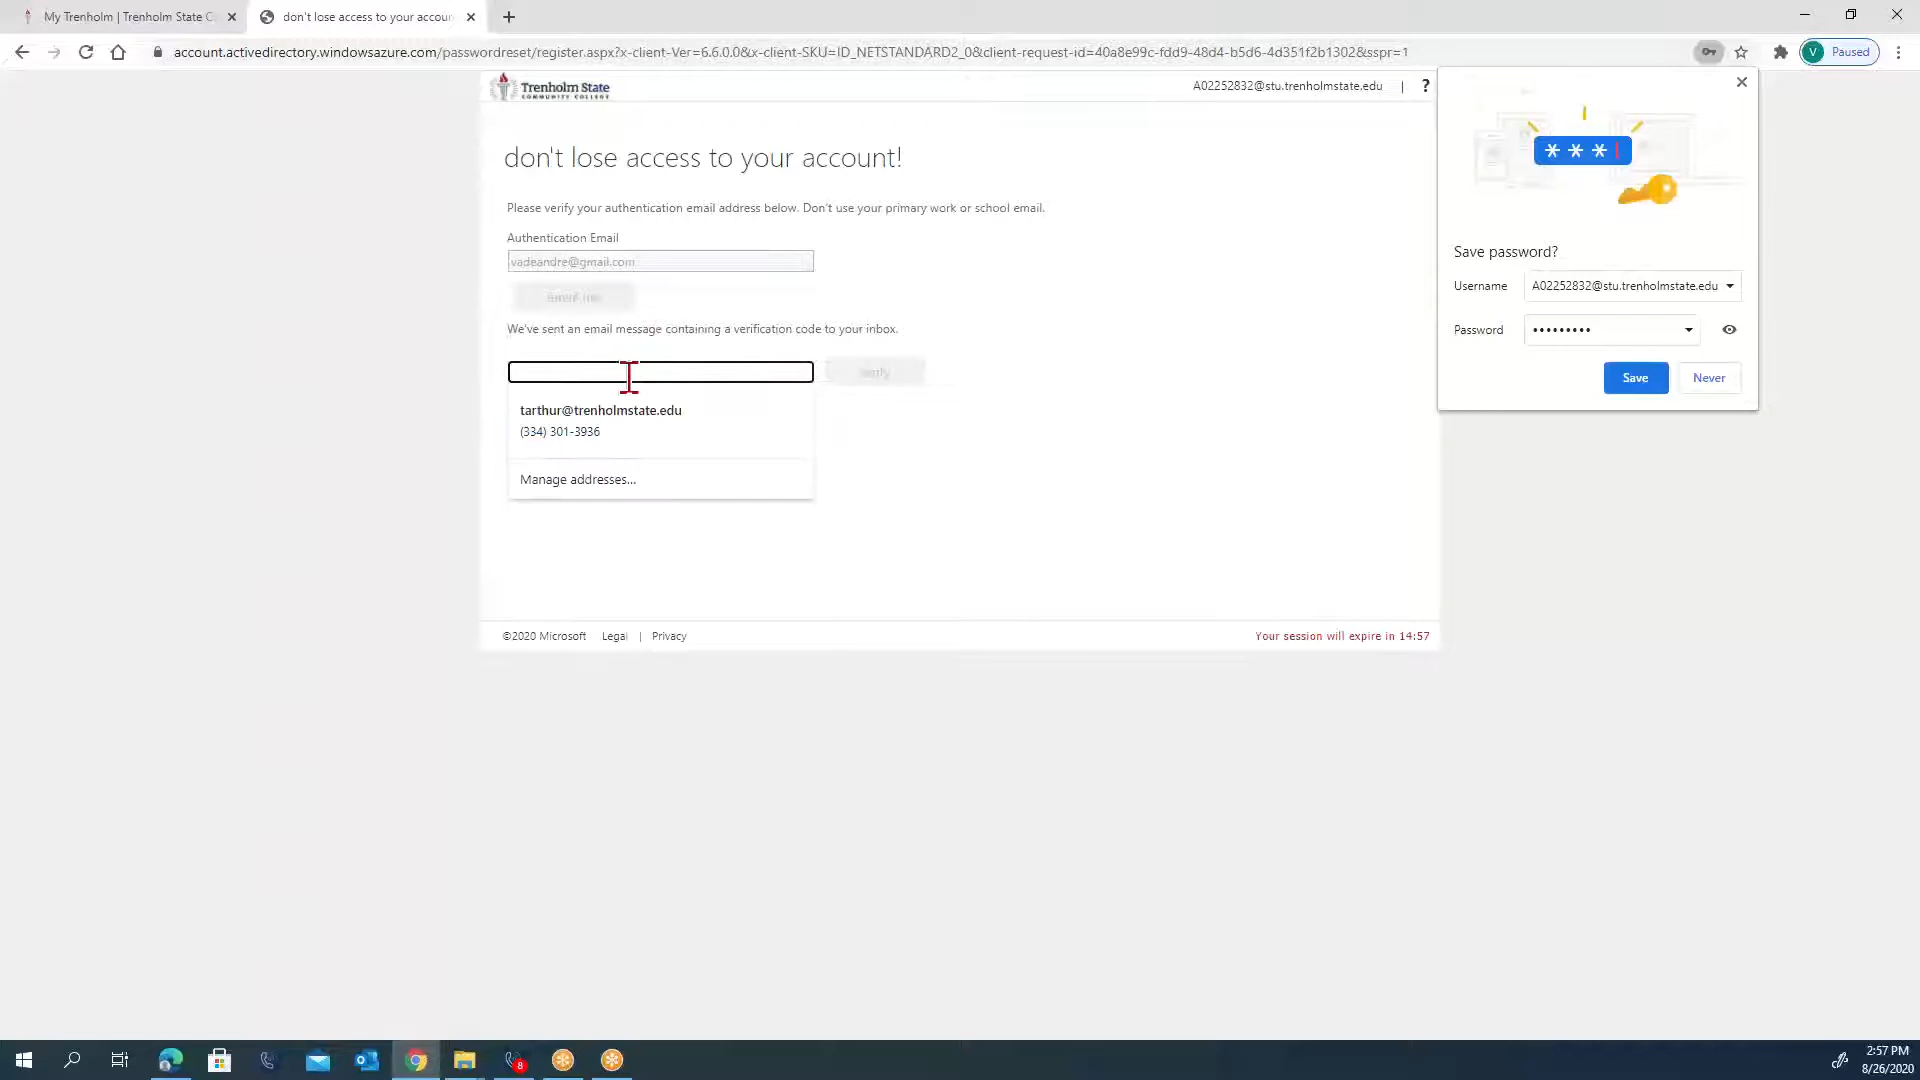 My Trenholm | Trenholm State C
don't lose access to your accoun
account.activedirectory.windowsazure.com/passwordreset/register.aspx?x-client-Ver=6.6.0.0&x-client-SKU=ID_NETSTANDARD2_0&client-request-id=40a8e99c-fdd9-48d4-b5d6-4d351f2b1302&sspr=1
V Paused
Trenholm State
COMMUNITY COLLEGE
A02252832@stu.trenholmstate.edu | ?
don't lose access to your account!
Please verify your authentication email address below. Don't use your primary work or school email.
Authentication Email
vadeandre@gmail.com
email me
We've sent an email message containing a verification code to your inbox.
verify
tarthur@trenholmstate.edu
(334) 301-3936
Manage addresses...
©2020 Microsoft Legal | Privacy
Your session will expire in 14:57
* * * |
Save password?
Username A02252832@stu.trenholmstate.edu
Password •••••••••
Save Never
8
2:57 PM
8/26/2020